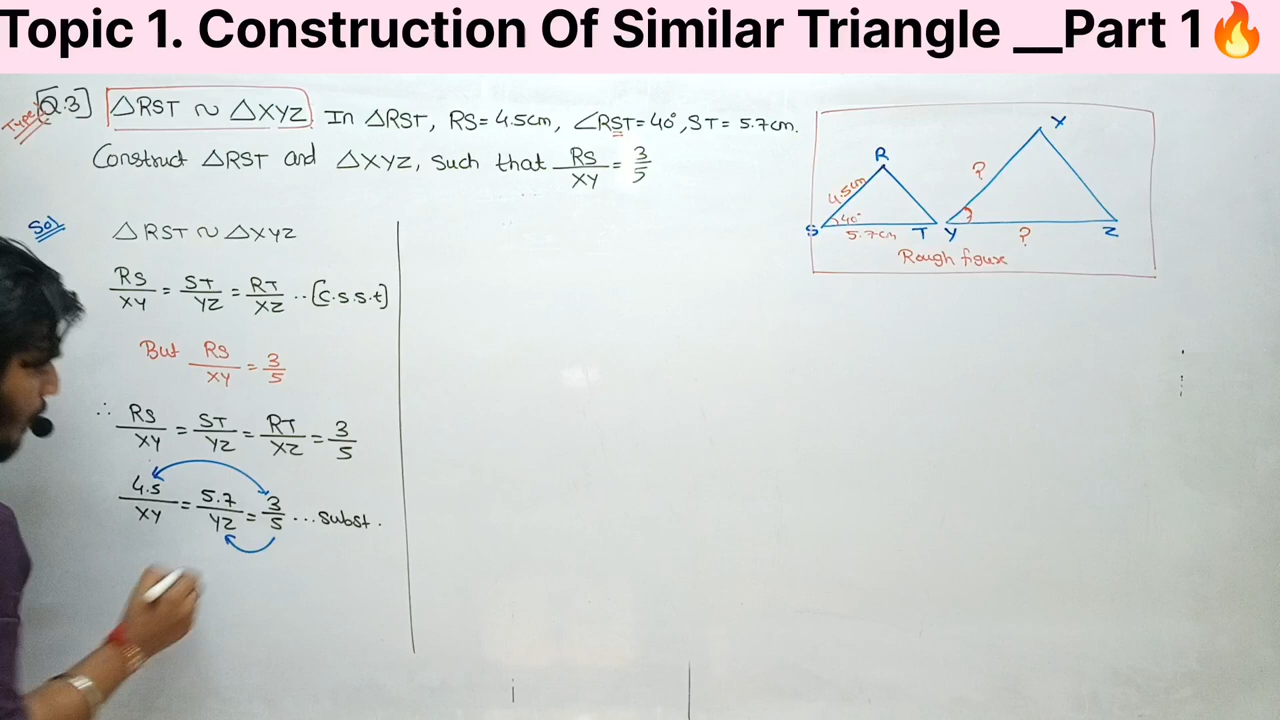 Topic 1. Construction Of Similar Triangle __Part 1🔥
Type
[Q.3] △RST ~ △XYZ. In △RST, RS = 4.5cm, ∠RST = 40°, ST = 5.7cm.
Construct △RST and △XYZ, such that RS/XY = 3/5
Sol
△RST ~ △XYZ
RS/XY = ST/YZ = RT/XZ ..[c.s.s.t]
But RS/XY = 3/5
∴ RS/XY = ST/YZ = RT/XZ = 3/5
4.5/XY = 5.7/YZ = 3/5 ...subst.
R
4.5cm
40°
S 5.7cm T
X
?
Y ? Z
Rough figure